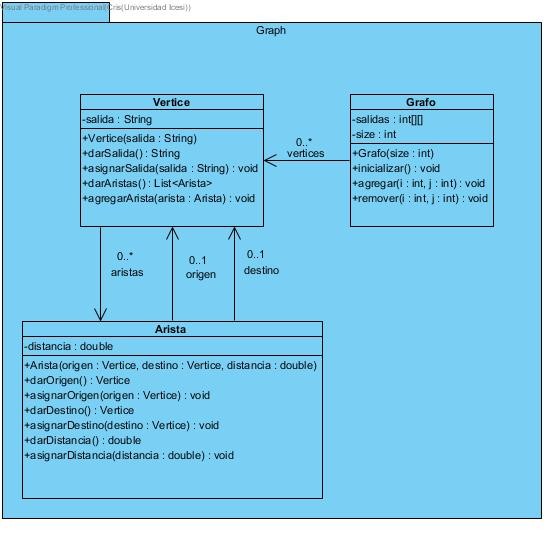 Visual Paradigm Professional(Cris(Universidad Icesi))
Graph
Vertice
-salida : String
+Vertice(salida : String)
+darSalida() : String
+asignarSalida(salida : String) : void
+darAristas() : List<Arista>
+agregarArista(arista : Arista) : void
0..*
vertices
Grafo
-salidas : int[][]
-size : int
+Grafo(size : int)
+inicializar() : void
+agregar(i : int, j : int) : void
+remover(i : int, j : int) : void
0..*
aristas
0..1
origen
0..1
destino
Arista
-distancia : double
+Arista(origen : Vertice, destino : Vertice, distancia : double)
+darOrigen() : Vertice
+asignarOrigen(origen : Vertice) : void
+darDestino() : Vertice
+asignarDestino(destino : Vertice) : void
+darDistancia() : double
+asignarDistancia(distancia : double) : void